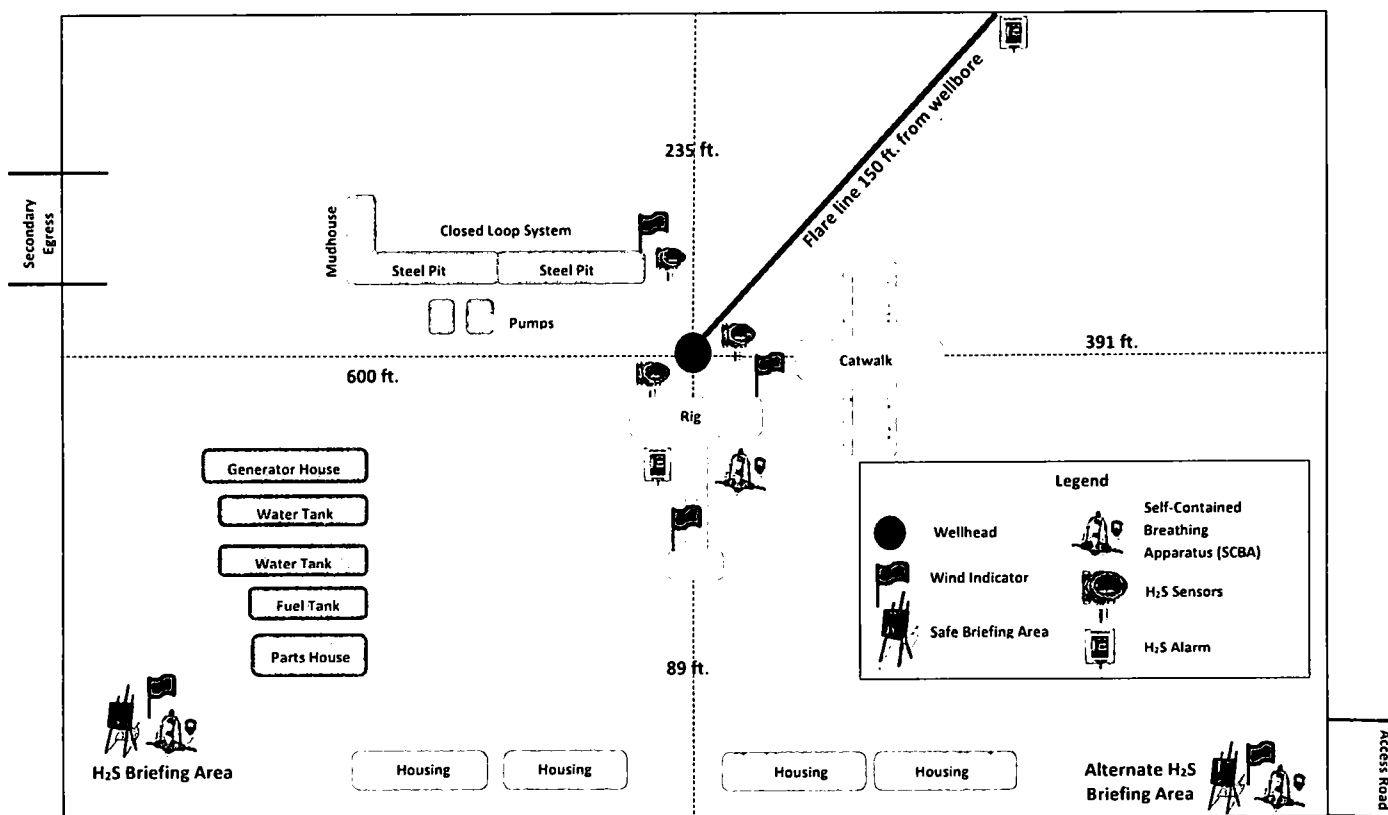 235 ft.
Flare line 150 ft. from wellbore
Secondary
Egress
Mudhouse
Closed Loop System
Steel Pit
Steel Pit
Pumps
600 ft.
391 ft.
Catwalk
Rig
Generator House
Water Tank
Water Tank
Fuel Tank
Parts House
89 ft.
Legend
Wellhead
Wind Indicator
Safe Briefing Area
Self-Contained
Breathing
Apparatus (SCBA)
H₂S Sensors
H₂S Alarm
H₂S Briefing Area
Housing
Housing
Housing
Housing
Alternate H₂S
Briefing Area
Access Road